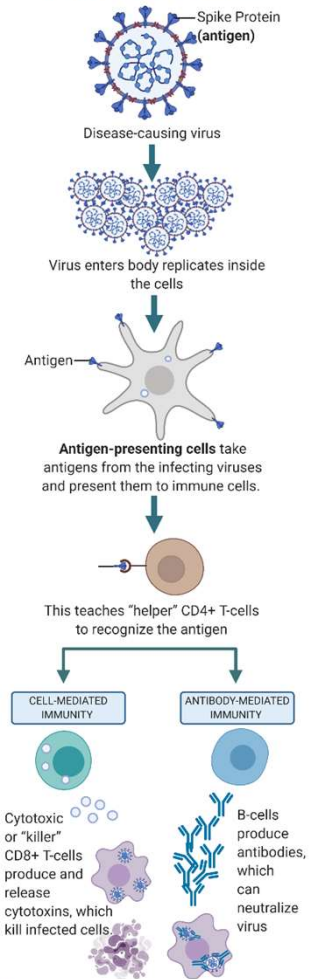 Spike Protein
(antigen)
Disease-causing virus
Virus enters body replicates inside
the cells
Antigen
Antigen-presenting cells take
antigens from the infecting viruses
and present them to immune cells.
This teaches “helper” CD4+ T-cells
to recognize the antigen
CELL-MEDIATED
IMMUNITY
ANTIBODY-MEDIATED
IMMUNITY
Cytotoxic
or “killer”
CD8+ T-cells
produce and
release
cytotoxins, which
kill infected cells.
B-cells
produce
antibodies,
which
can
neutralize
virus